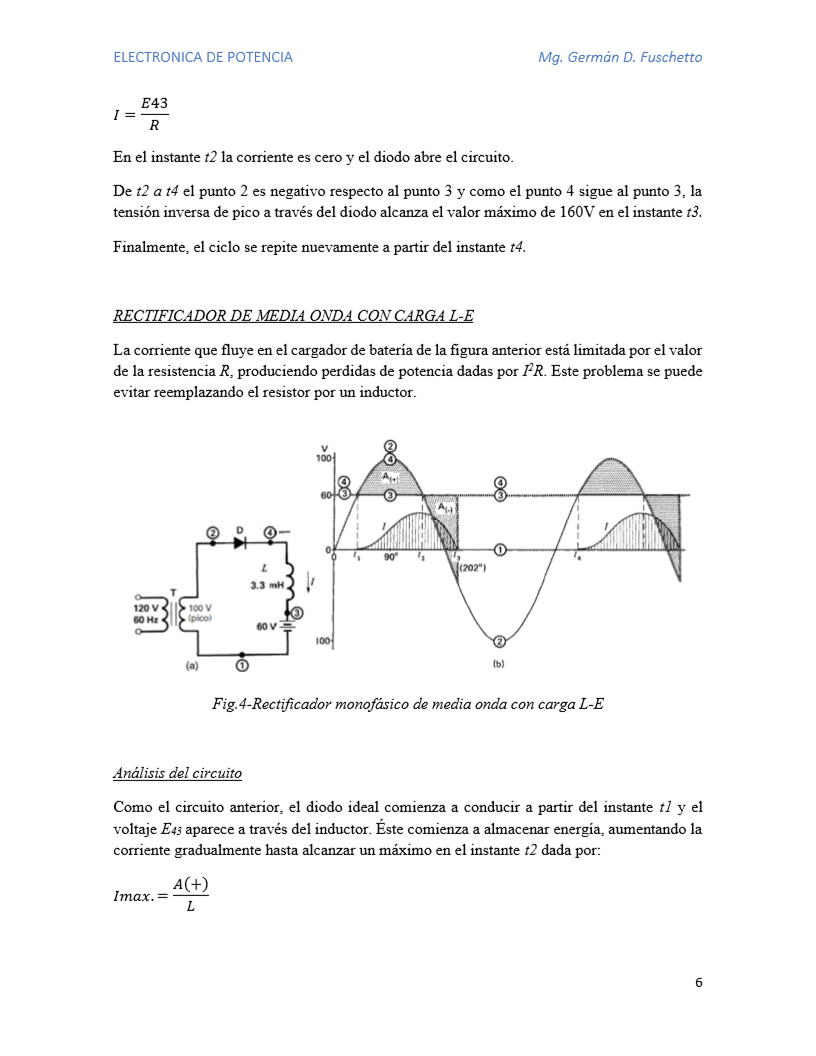 ELECTRONICA DE POTENCIA Mg. Germán D. Fuschetto
I = E43
R
En el instante t2 la corriente es cero y el diodo abre el circuito.
De t2 a t4 el punto 2 es negativo respecto al punto 3 y como el punto 4 sigue al punto 3, la
tensión inversa de pico a través del diodo alcanza el valor máximo de 160V en el instante t3.
Finalmente, el ciclo se repite nuevamente a partir del instante t4.
RECTIFICADOR DE MEDIA ONDA CON CARGA L-E
La corriente que fluye en el cargador de batería de la figura anterior está limitada por el valor
de la resistencia R, produciendo perdidas de potencia dadas por I²R. Este problema se puede
evitar reemplazando el resistor por un inductor.
V
100
60
0
100
2
4
A(+)
4
3
3
A(-)
I
0 t₁ 90° t₂ t₃
(202°)
4
3
1
t₄
I
2
(b)
2 D 4
L
3.3 mH
I
T
120 V
60 Hz
100 V
(pico)
3
60 V
(a) 1
Fig.4-Rectificador monofásico de media onda con carga L-E
Análisis del circuito
Como el circuito anterior, el diodo ideal comienza a conducir a partir del instante t1 y el
voltaje E₄₃ aparece a través del inductor. Éste comienza a almacenar energía, aumentando la
corriente gradualmente hasta alcanzar un máximo en el instante t2 dada por:
Imax. = A(+)
L
6